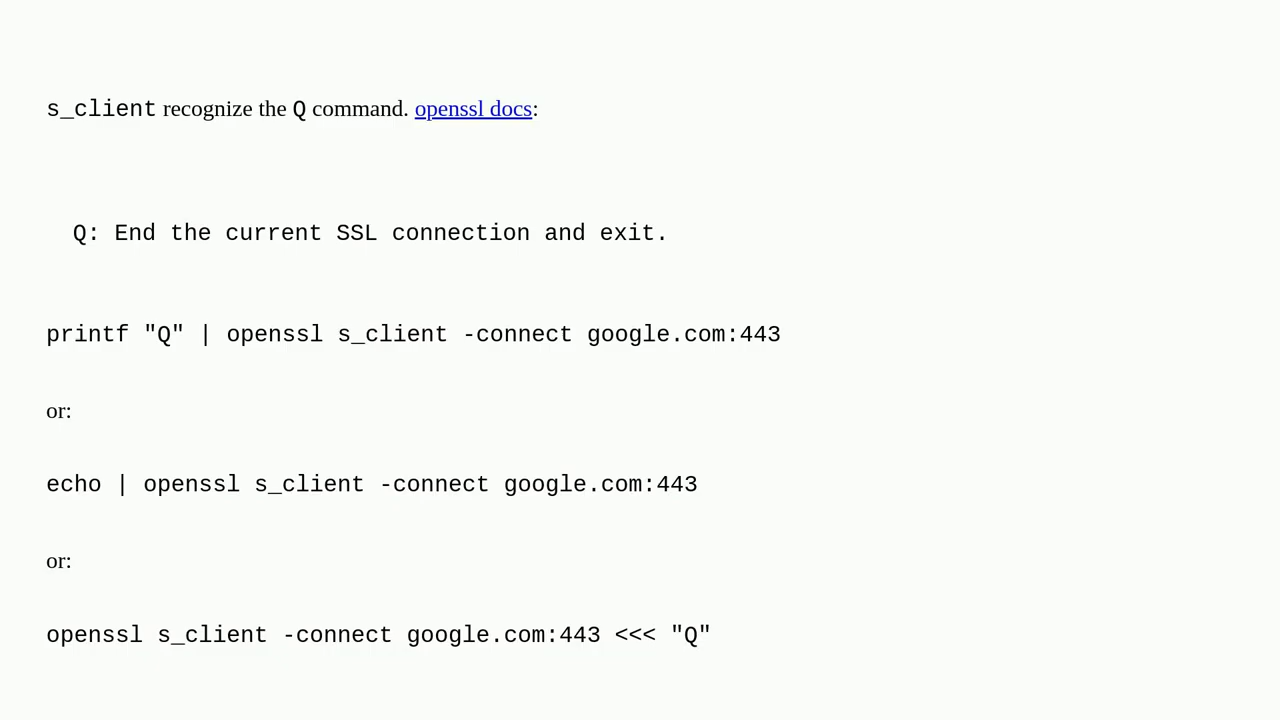 s_client recognize the Q command. openssl docs:
Q: End the current SSL connection and exit.
printf "Q" | openssl s_client -connect google.com:443
or:
echo | openssl s_client -connect google.com:443
or:
openssl s_client -connect google.com:443 <<< "Q"